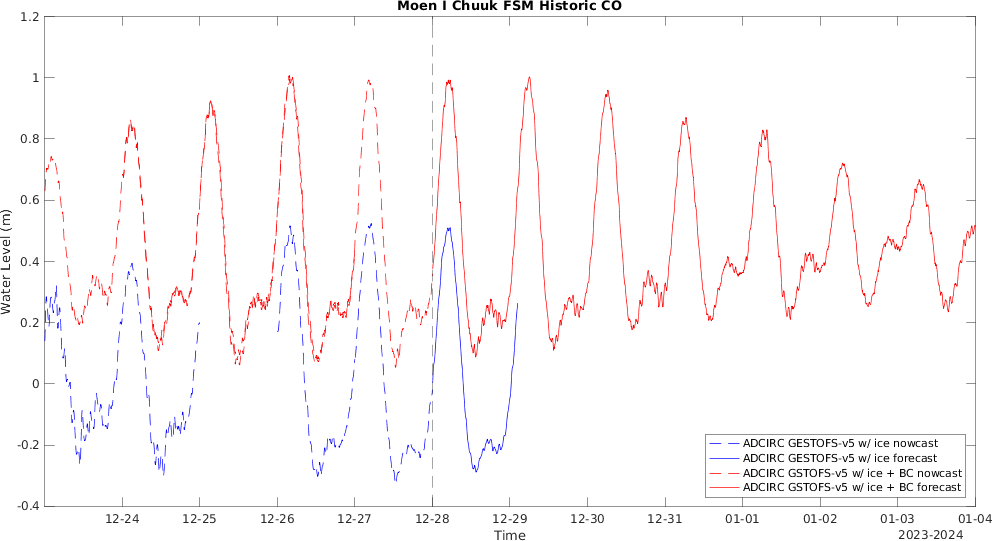 Moen I Chuuk FSM Historic CO
1.2
1
0.8
0.6
0.4
0.2
0
-0.2
-0.4
Water Level (m)
ADCIRC GESTOFS-v5 w/ ice nowcast
ADCIRC GESTOFS-v5 w/ ice forecast
ADCIRC GSTOFS-v5 w/ ice + BC nowcast
ADCIRC GSTOFS-v5 w/ ice + BC forecast
12-24 12-25 12-26 12-27 12-28 12-29 12-30 12-31 01-01 01-02 01-03 01-04
Time
2023-2024